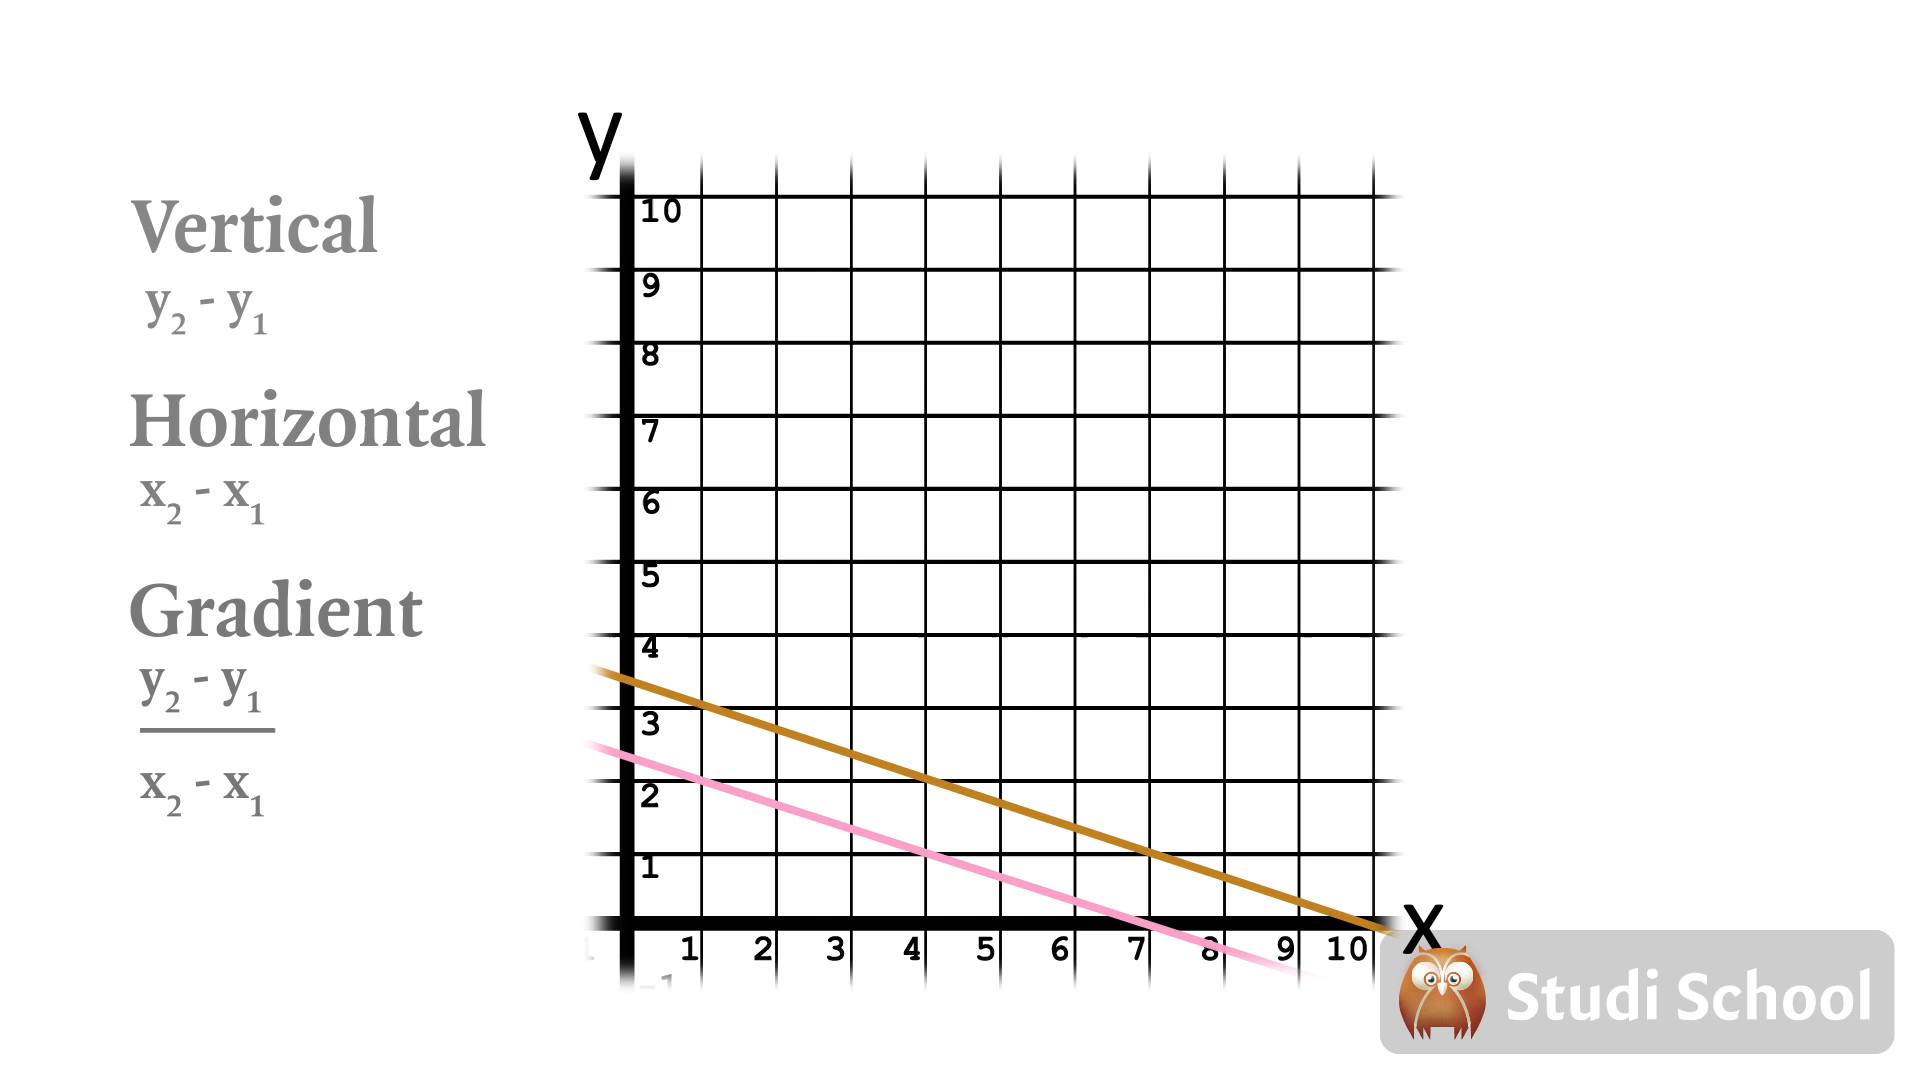 y
Vertical
y₂ - y₁
Horizontal
x₂ - x₁
Gradient
y₂ - y₁
x₂ - x₁
10
9
8
7
6
5
4
3
2
1
1 2 3 4 5 6 7 8 9 10
x
-1
Studi School